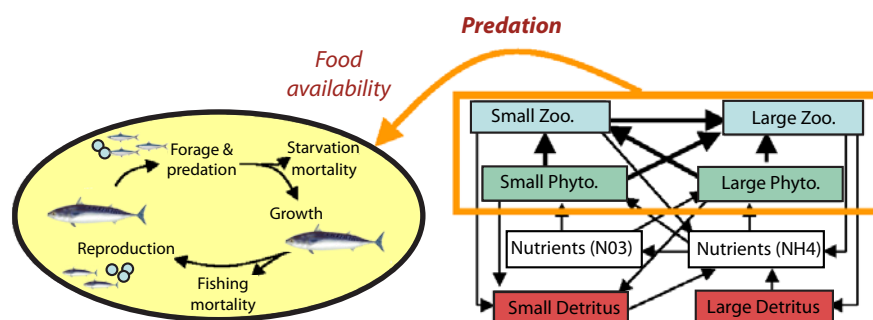 Predation
Food
availability
Forage &
predation
Starvation
mortality
Growth
Reproduction
Fishing
mortality
Small Zoo.
Large Zoo.
Small Phyto.
Large Phyto.
Nutrients (N03)
Nutrients (NH4)
Small Detritus
Large Detritus